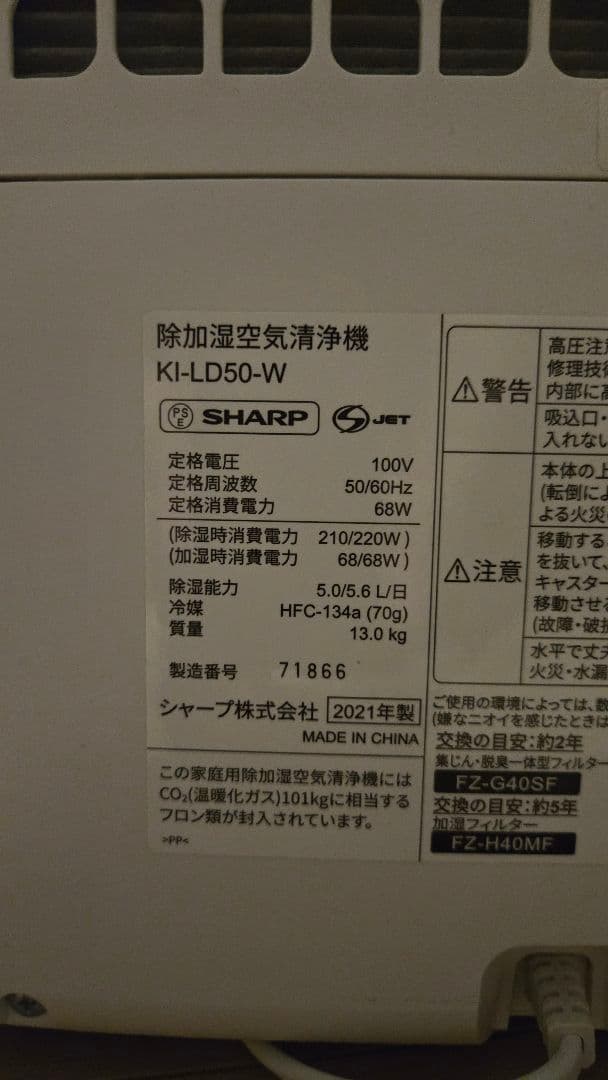 除加湿空気清浄機
KI-LD50-W
PS
E
SHARP
S
JET
定格電圧 100V
定格周波数 50/60Hz
定格消費電力 68W
(除湿時消費電力 210/220W)
(加湿時消費電力 68/68W)
除湿能力 5.0/5.6 L/日
冷媒 HFC-134a (70g)
質量 13.0 kg
製造番号 71866
シャープ株式会社 2021年製
MADE IN CHINA
この家庭用除加湿空気清浄機には
CO₂(温暖化ガス)101kgに相当する
フロン類が封入されています。
>PP<
警告
高圧注
修理技
内部に
吸込口・
入れない
注意
本体の上
(転倒によ
よる火災
移動する
を抜いて、
キャスター
移動させ
(故障・破
水平で丈
火災・水漏
ご使用の環境によっては、数
(嫌なニオイを感じたときは
交換の目安:約2年
集じん・脱臭一体型フィルター
FZ-G40SF
交換の目安:約5年
加湿フィルター
FZ-H40MF